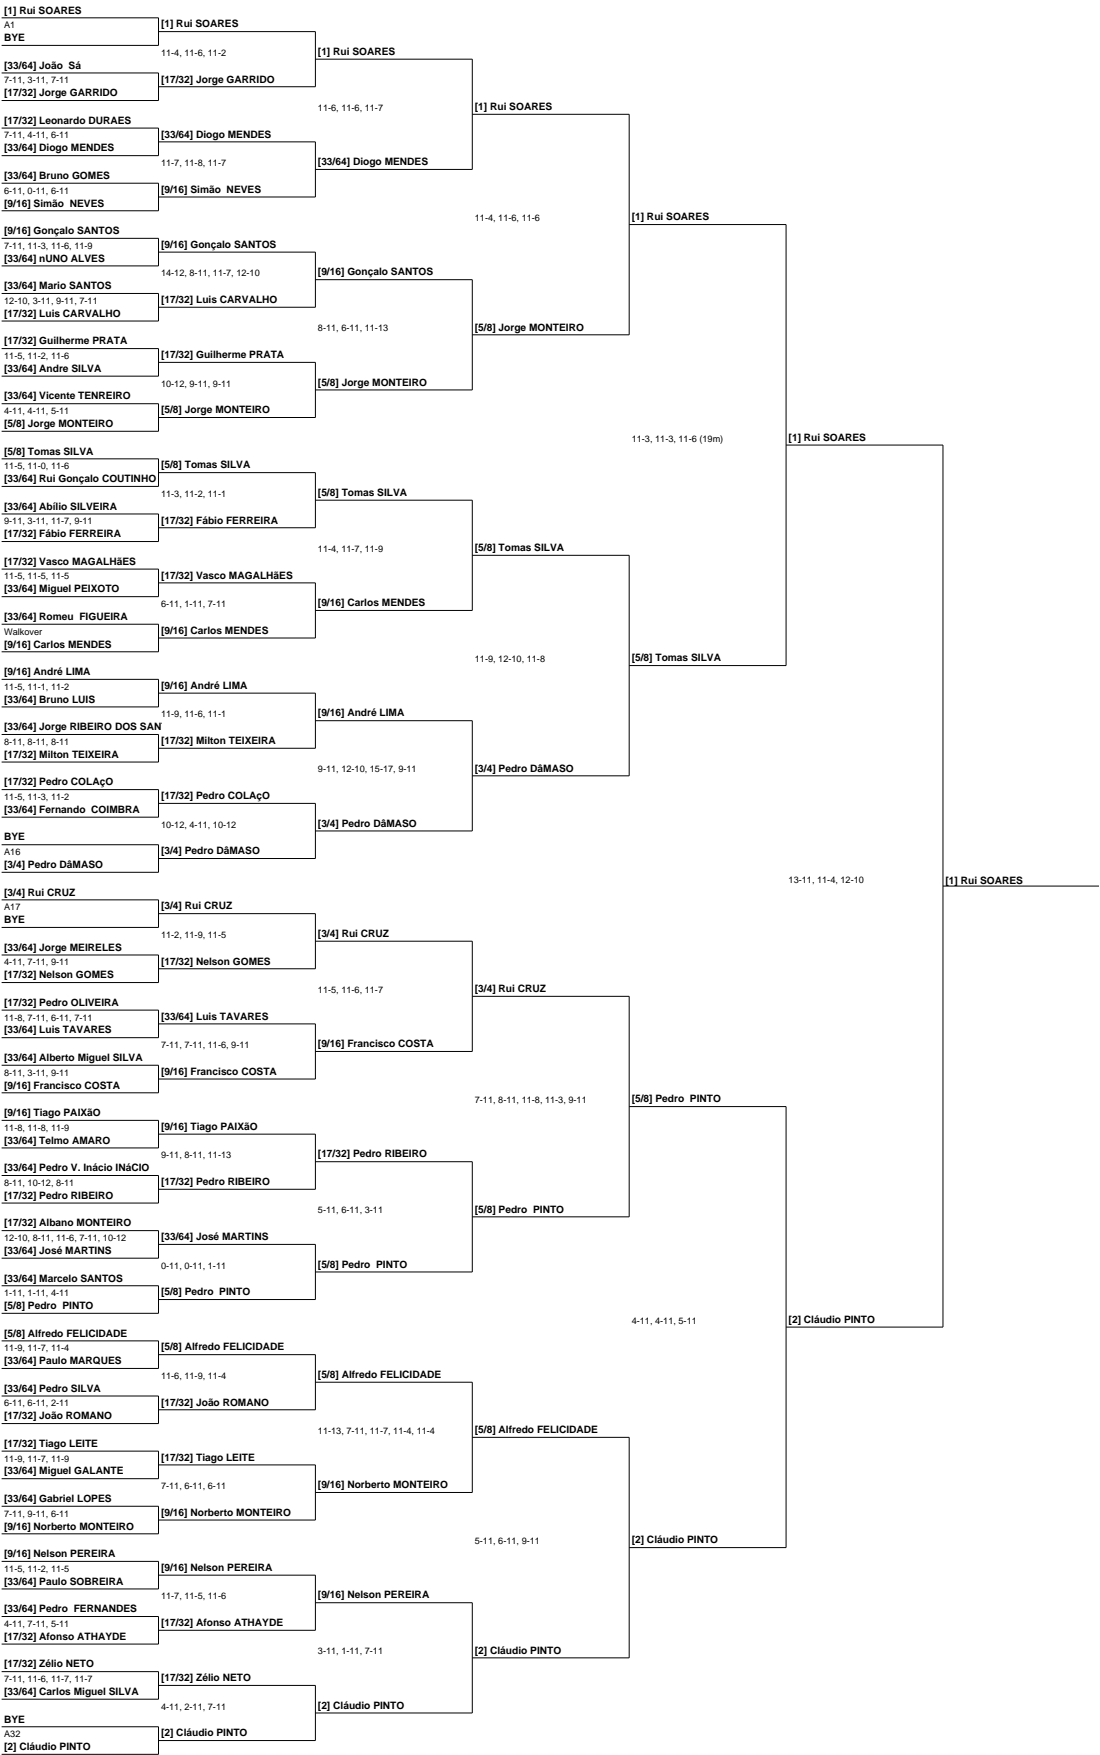 [1] Rui SOARES
A1
BYE
[33/64] João  Sá
7-11, 3-11, 7-11
[17/32] Jorge GARRIDO
[17/32] Leonardo DURAES
7-11, 4-11, 6-11
[33/64] Diogo MENDES
[33/64] Bruno GOMES
6-11, 0-11, 6-11
[9/16] Simão  NEVES
[9/16] Gonçalo SANTOS
7-11, 11-3, 11-6, 11-9
[33/64] nUNO ALVES
[33/64] Mario SANTOS
12-10, 3-11, 9-11, 7-11
[17/32] Luis CARVALHO
[17/32] Guilherme PRATA
11-5, 11-2, 11-6
[33/64] Andre SILVA
[33/64] Vicente TENREIRO
4-11, 4-11, 5-11
[5/8] Jorge MONTEIRO
[5/8] Tomas SILVA
11-5, 11-0, 11-6
[33/64] Rui Gonçalo COUTINHO
[33/64] Abílio SILVEIRA
9-11, 3-11, 11-7, 9-11
[17/32] Fábio FERREIRA
[17/32] Vasco MAGALHãES
11-5, 11-5, 11-5
[33/64] Miguel PEIXOTO
[33/64] Romeu  FIGUEIRA
Walkover
[9/16] Carlos MENDES
[9/16] André LIMA
11-5, 11-1, 11-2
[33/64] Bruno LUIS
[33/64] Jorge RIBEIRO DOS SAN
8-11, 8-11, 8-11
[17/32] Milton TEIXEIRA
[17/32] Pedro COLAçO
11-5, 11-3, 11-2
[33/64] Fernando  COIMBRA
BYE
A16
[3/4] Pedro DâMASO
[3/4] Rui CRUZ
A17
BYE
[33/64] Jorge MEIRELES
4-11, 7-11, 9-11
[17/32] Nelson GOMES
[17/32] Pedro OLIVEIRA
11-8, 7-11, 6-11, 7-11
[33/64] Luis TAVARES
[33/64] Alberto Miguel SILVA
8-11, 3-11, 9-11
[9/16] Francisco COSTA
[9/16] Tiago PAIXãO
11-8, 11-8, 11-9
[33/64] Telmo AMARO
[33/64] Pedro V. Inácio INáCIO
8-11, 10-12, 8-11
[17/32] Pedro RIBEIRO
[17/32] Albano MONTEIRO
12-10, 8-11, 11-6, 7-11, 10-12
[33/64] José MARTINS
[33/64] Marcelo SANTOS
1-11, 1-11, 4-11
[5/8] Pedro  PINTO
[5/8] Alfredo FELICIDADE
11-9, 11-7, 11-4
[33/64] Paulo MARQUES
[33/64] Pedro SILVA
6-11, 6-11, 2-11
[17/32] João ROMANO
[17/32] Tiago LEITE
11-9, 11-7, 11-9
[33/64] Miguel GALANTE
[33/64] Gabriel LOPES
7-11, 9-11, 6-11
[9/16] Norberto MONTEIRO
[9/16] Nelson PEREIRA
11-5, 11-2, 11-5
[33/64] Paulo SOBREIRA
[33/64] Pedro  FERNANDES
4-11, 7-11, 5-11
[17/32] Afonso ATHAYDE
[17/32] Zélio NETO
7-11, 11-6, 11-7, 11-7
[33/64] Carlos Miguel SILVA
BYE
A32
[2] Cláudio PINTO
[1] Rui SOARES
11-4, 11-6, 11-2
[17/32] Jorge GARRIDO
[33/64] Diogo MENDES
11-7, 11-8, 11-7
[9/16] Simão  NEVES
[9/16] Gonçalo SANTOS
14-12, 8-11, 11-7, 12-10
[17/32] Luis CARVALHO
[17/32] Guilherme PRATA
10-12, 9-11, 9-11
[5/8] Jorge MONTEIRO
[5/8] Tomas SILVA
11-3, 11-2, 11-1
[17/32] Fábio FERREIRA
[17/32] Vasco MAGALHãES
6-11, 1-11, 7-11
[9/16] Carlos MENDES
[9/16] André LIMA
11-9, 11-6, 11-1
[17/32] Milton TEIXEIRA
[17/32] Pedro COLAçO
10-12, 4-11, 10-12
[3/4] Pedro DâMASO
[3/4] Rui CRUZ
11-2, 11-9, 11-5
[17/32] Nelson GOMES
[33/64] Luis TAVARES
7-11, 7-11, 11-6, 9-11
[9/16] Francisco COSTA
[9/16] Tiago PAIXãO
9-11, 8-11, 11-13
[17/32] Pedro RIBEIRO
[33/64] José MARTINS
0-11, 0-11, 1-11
[5/8] Pedro  PINTO
[5/8] Alfredo FELICIDADE
11-6, 11-9, 11-4
[17/32] João ROMANO
[17/32] Tiago LEITE
7-11, 6-11, 6-11
[9/16] Norberto MONTEIRO
[9/16] Nelson PEREIRA
11-7, 11-5, 11-6
[17/32] Afonso ATHAYDE
[17/32] Zélio NETO
4-11, 2-11, 7-11
[2] Cláudio PINTO
[1] Rui SOARES
11-6, 11-6, 11-7
[33/64] Diogo MENDES
[9/16] Gonçalo SANTOS
8-11, 6-11, 11-13
[5/8] Jorge MONTEIRO
[5/8] Tomas SILVA
11-4, 11-7, 11-9
[9/16] Carlos MENDES
[9/16] André LIMA
9-11, 12-10, 15-17, 9-11
[3/4] Pedro DâMASO
[3/4] Rui CRUZ
11-5, 11-6, 11-7
[9/16] Francisco COSTA
[17/32] Pedro RIBEIRO
5-11, 6-11, 3-11
[5/8] Pedro  PINTO
[5/8] Alfredo FELICIDADE
11-13, 7-11, 11-7, 11-4, 11-4
[9/16] Norberto MONTEIRO
[9/16] Nelson PEREIRA
3-11, 1-11, 7-11
[2] Cláudio PINTO
[1] Rui SOARES
11-4, 11-6, 11-6
[5/8] Jorge MONTEIRO
[5/8] Tomas SILVA
11-9, 12-10, 11-8
[3/4] Pedro DâMASO
[3/4] Rui CRUZ
7-11, 8-11, 11-8, 11-3, 9-11
[5/8] Pedro  PINTO
[5/8] Alfredo FELICIDADE
5-11, 6-11, 9-11
[2] Cláudio PINTO
[1] Rui SOARES
11-3, 11-3, 11-6 (19m)
[5/8] Tomas SILVA
[5/8] Pedro  PINTO
4-11, 4-11, 5-11
[2] Cláudio PINTO
[1] Rui SOARES
13-11, 11-4, 12-10
[2] Cláudio PINTO
[1] Rui SOARES